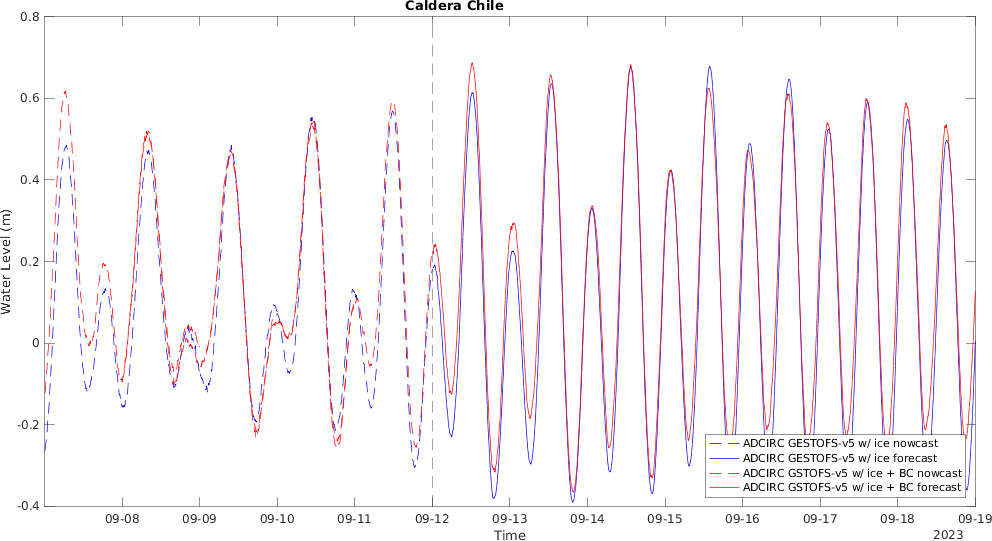 Caldera Chile
0.8
0.6
0.4
0.2
0
-0.2
-0.4
Water Level (m)
ADCIRC GESTOFS-v5 w/ ice nowcast
ADCIRC GESTOFS-v5 w/ ice forecast
ADCIRC GSTOFS-v5 w/ ice + BC nowcast
ADCIRC GSTOFS-v5 w/ ice + BC forecast
09-08 09-09 09-10 09-11 09-12 09-13 09-14 09-15 09-16 09-17 09-18 09-19
Time
2023